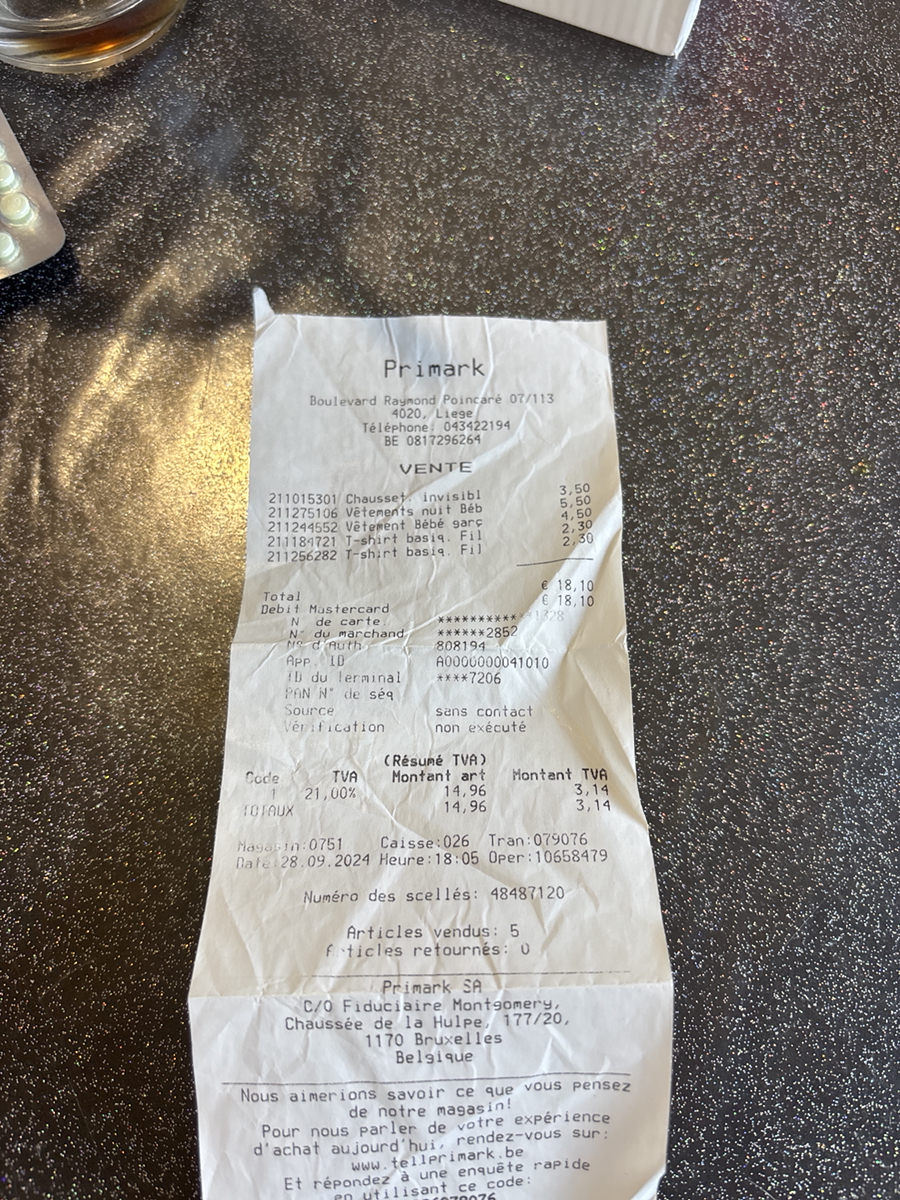 Primark
Boulevard Raymond Poincaré 07/113
4020, Liege
Téléphone: 043422194
BE 0817296264
VENTE
211015301 Chausset. invisibl 3,50
211275106 Vêtements nuit Béb 5,50
211244552 Vêtement Bébé garç 4,50
211184721 T-shirt basiq. Fil 2,30
211256282 T-shirt basiq. Fil 2,30
Total € 18,10
Debit Mastercard € 18,10
N° de carte. ************1328
N° du marchand ******2852
N° d'Auth. 808194
App. ID A0000000041010
ID du Terminal ****7206
PAN N° de séq
Source sans contact
Vérification non exécuté
(Résumé TVA)
Code TVA Montant art Montant TVA
1 21,00% 14,96 3,14
TOTAUX 14,96 3,14
Magasin:0751 Caisse:026 Tran:079076
Date:28.09.2024 Heure:18:05 Oper:10658479
Numéro des scellés: 48487120
Articles vendus: 5
Articles retournés: 0
Primark SA
C/O Fiduciaire Montgomery,
Chaussée de la Hulpe, 177/20,
1170 Bruxelles
Belgique
Nous aimerions savoir ce que vous pensez
de notre magasin!
Pour nous parler de votre expérience
d'achat aujourd'hui, rendez-vous sur:
www.tellprimark.be
Et répondez à une enquête rapide
en utilisant ce code: